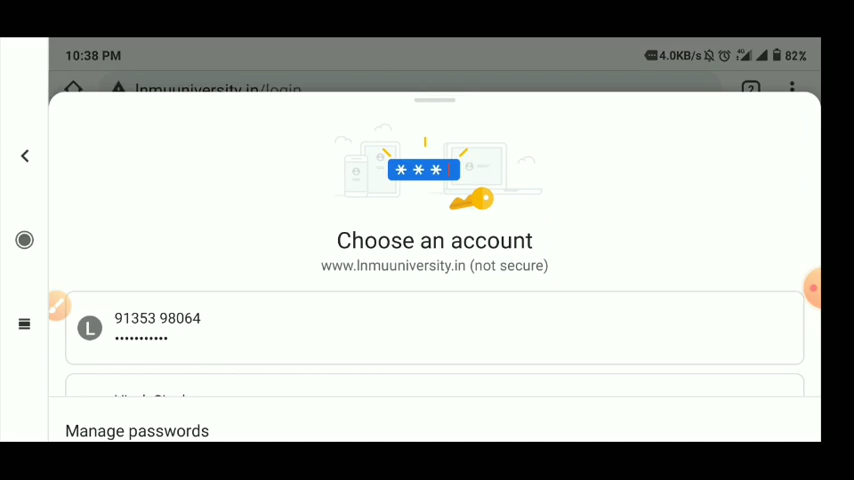 10:38 PM 4.0KB/s 4G 82%
lnmuuniversity.in/login
Choose an account
www.lnmuuniversity.in (not secure)
L 91353 98064
•••••••••••
Manage passwords